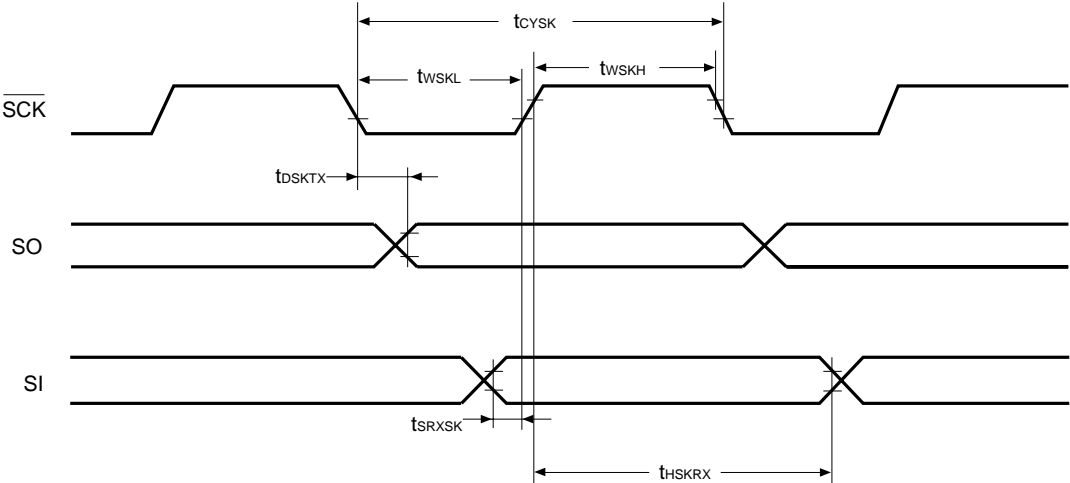 tCYSK
tWSKL
tWSKH
SCK
tDSKTX
SO
SI
tSRXSK
tHSKRX